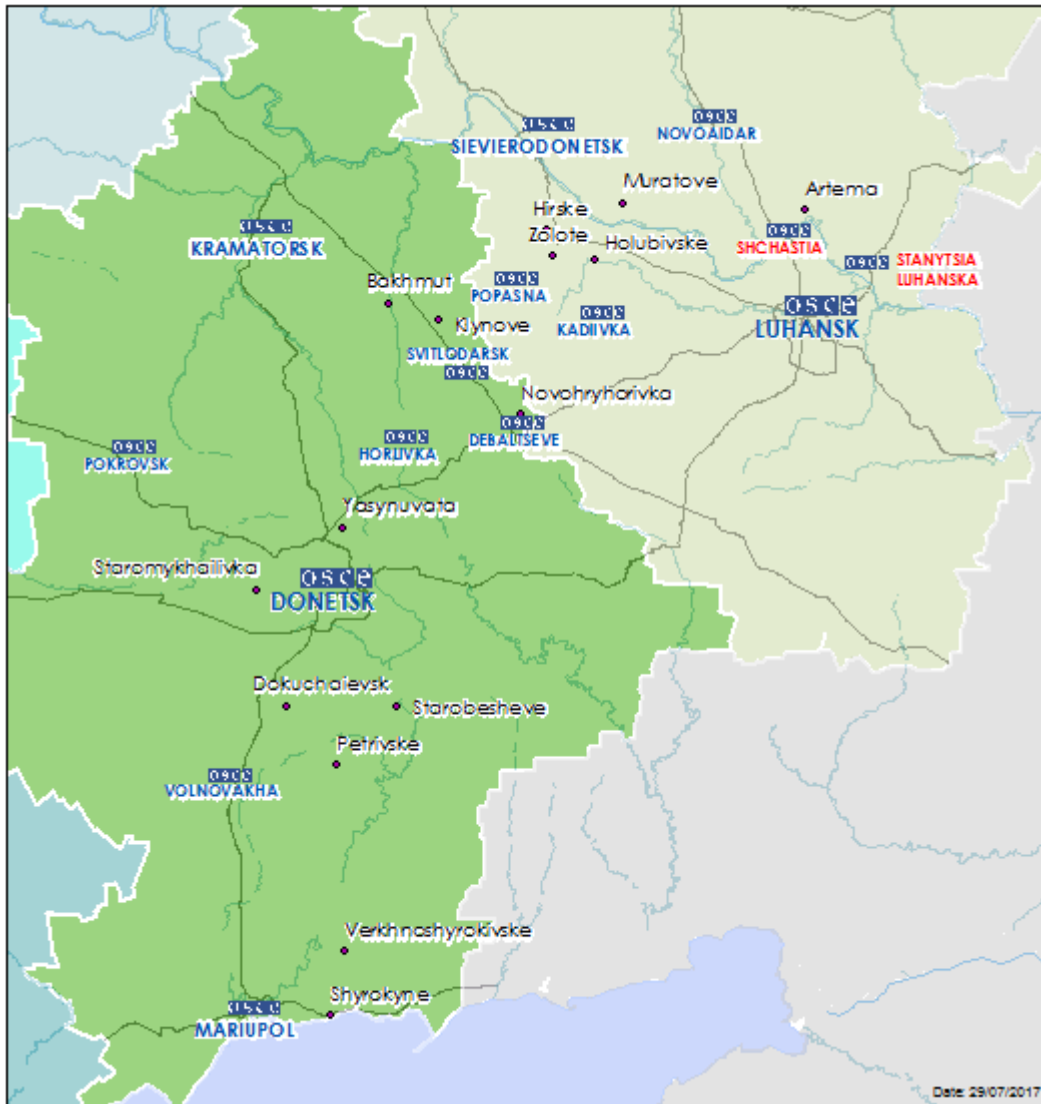 osce
SIEVIERODONETSK
osce
NOVOAIDAR
Muratove
Artema
Hirske
osce
SHCHASTIA
osce
KRAMATORSK
Zolote
Holubivske
osce
STANYTSIA
LUHANSKA
Bakhmut
osce
POPASNA
osce
KADIIVKA
osce
LUHANSK
Klynove
SVITLODARSK
osce
Novohryhorivka
osce
DEBALTSEVE
osce
HORLIVKA
osce
POKROVSK
Yasynuvata
Staromykhailivka
osce
DONETSK
Dokuchaievsk
Starobesheve
Petrivske
osce
VOLNOVAKHA
Verkhnoshyrokivske
Shyrokyne
osce
MARIUPOL
Date: 29/07/2017